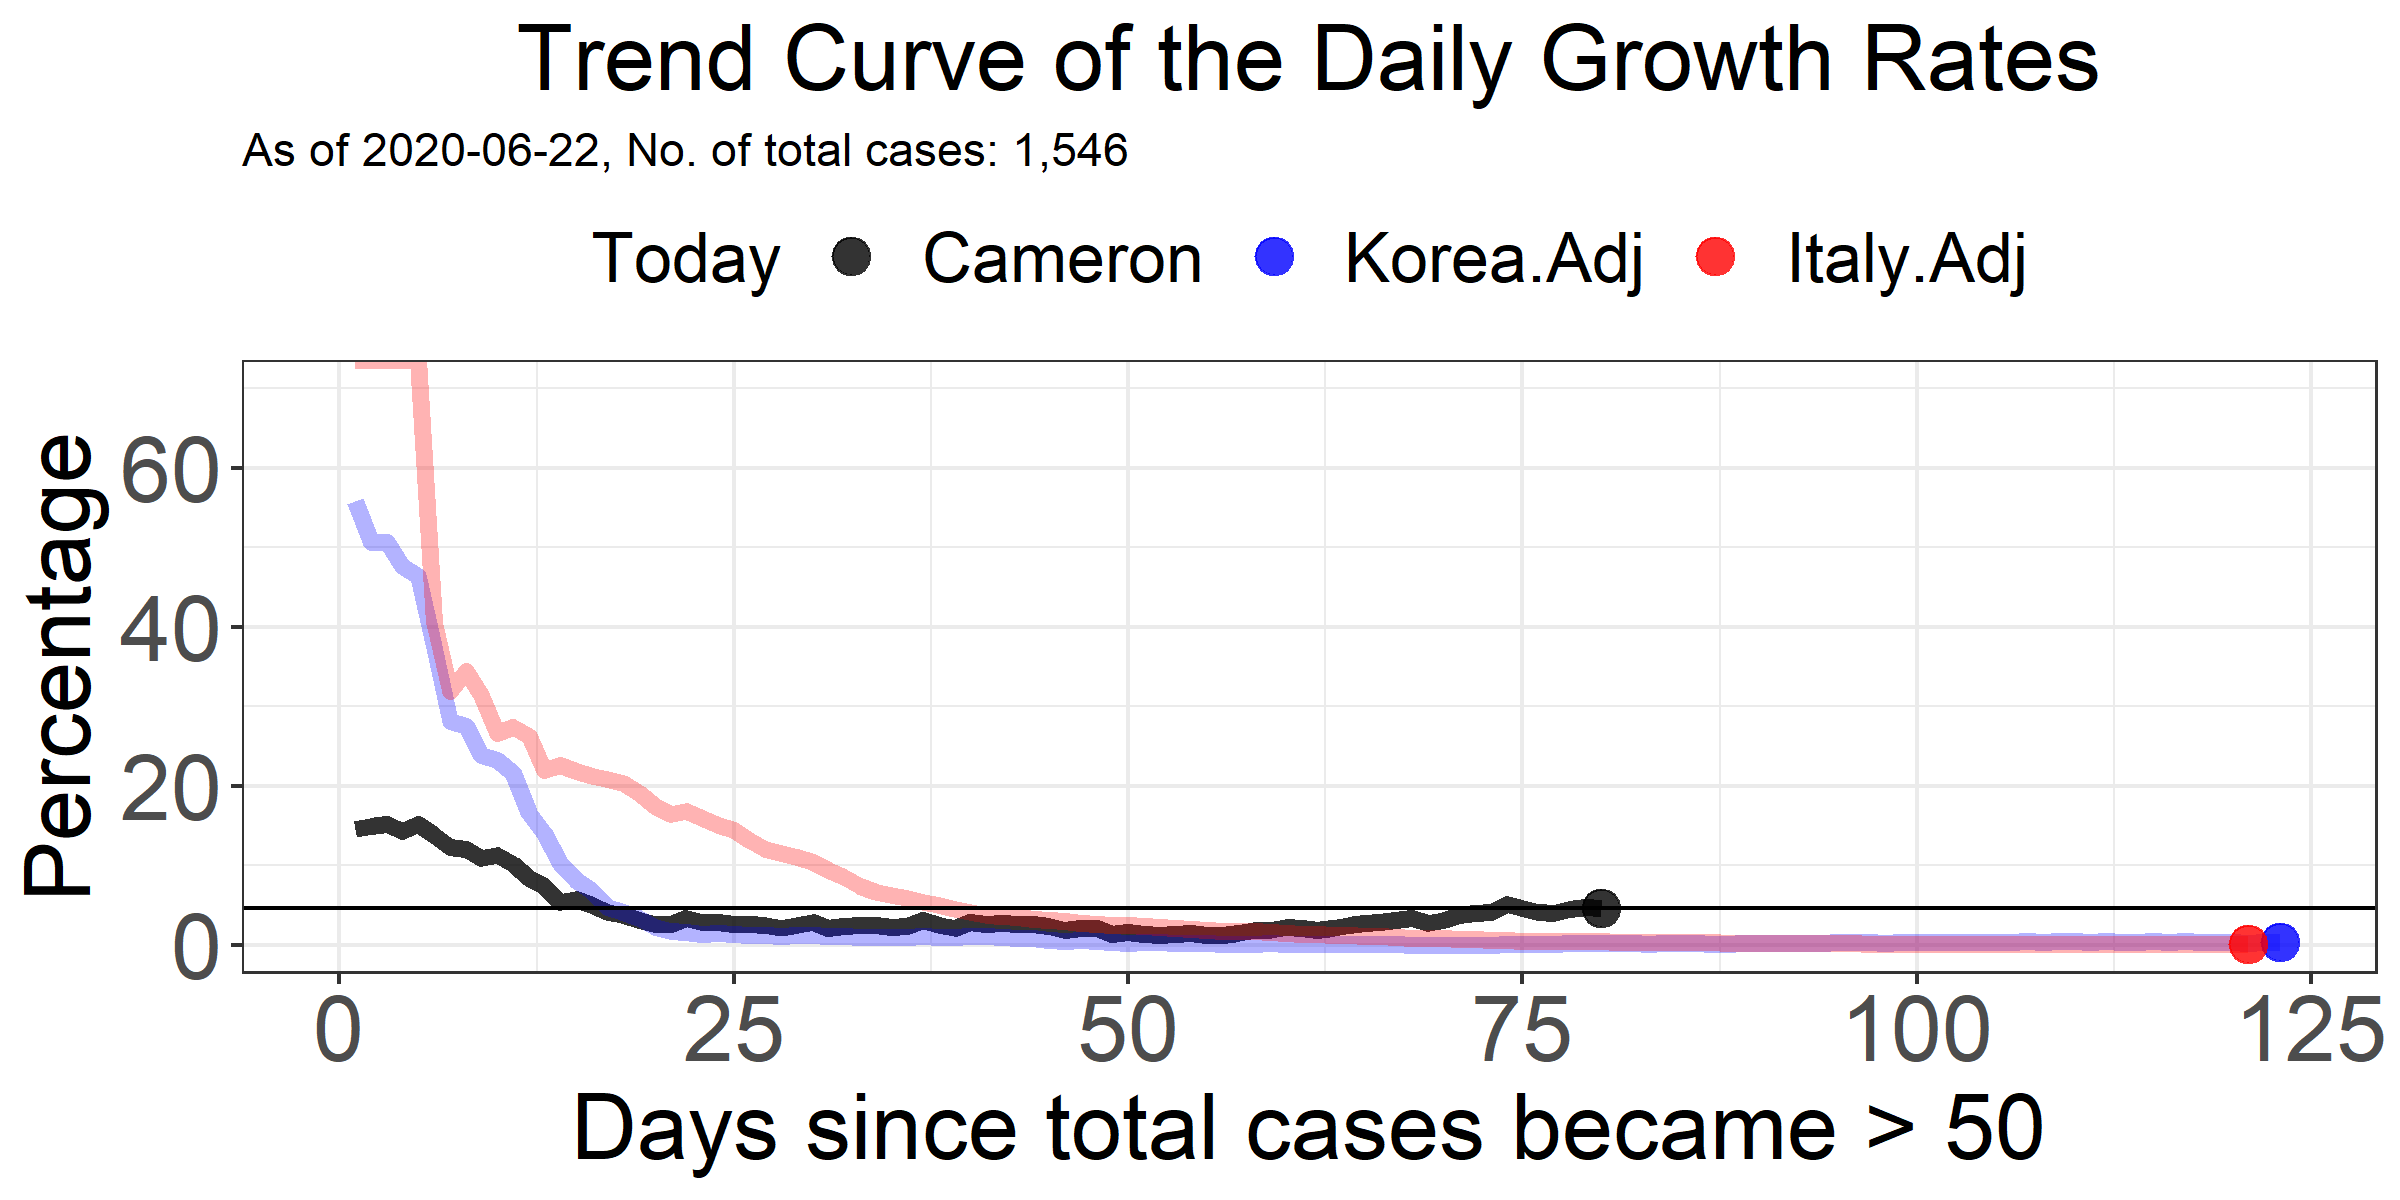 Trend Curve of the Daily Growth Rates
As of 2020-06-22, No. of total cases: 1,546
Today Cameron Korea.Adj Italy.Adj
Percentage
60
40
20
0
0 25 50 75 100 125
Days since total cases became > 50